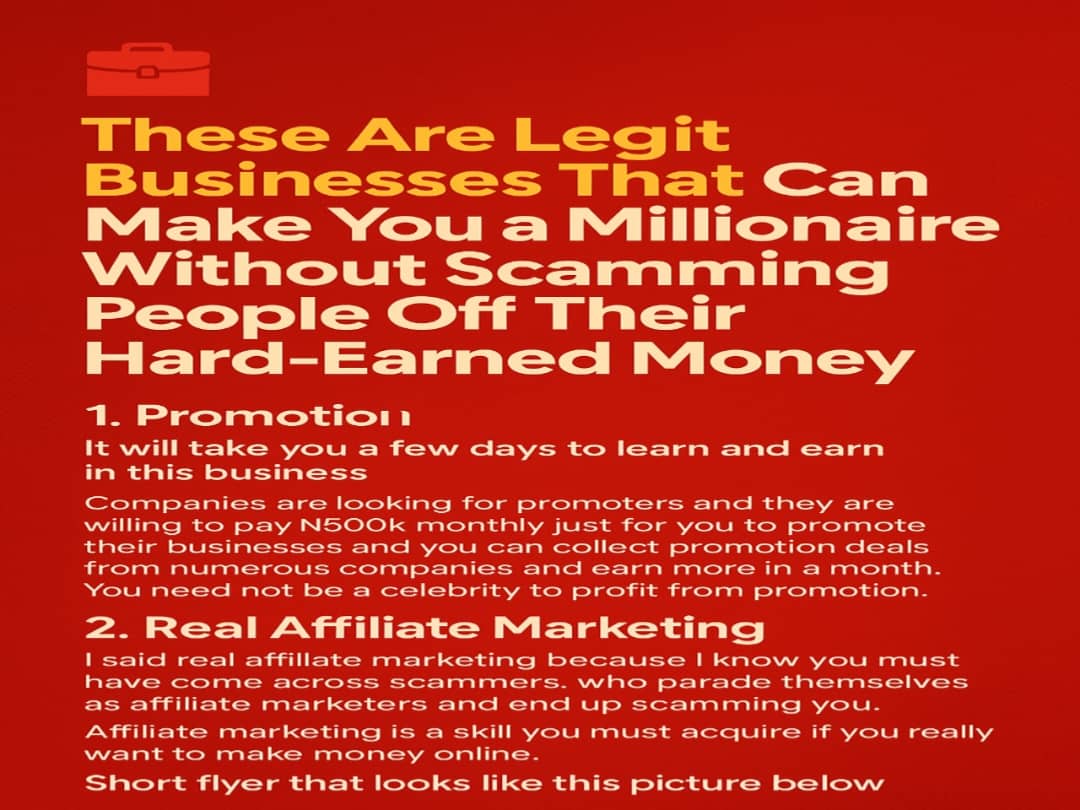 These Are Legit
Businesses That Can
Make You a Millionaire
Without Scamming
People Off Their
Hard-Earned Money
1. Promotion
It will take you a few days to learn and earn
in this business
Companies are looking for promoters and they are
willing to pay N500k monthly just for you to promote
their businesses and you can collect promotion deals
from numerous companies and earn more in a month.
You need not be a celebrity to profit from promotion.
2. Real Affiliate Marketing
I said real affillate marketing because I know you must
have come across scammers. who parade themselves
as affiliate marketers and end up scamming you.
Affiliate marketing is a skill you must acquire if you really
want to make money online.
Short flyer that looks like this picture below